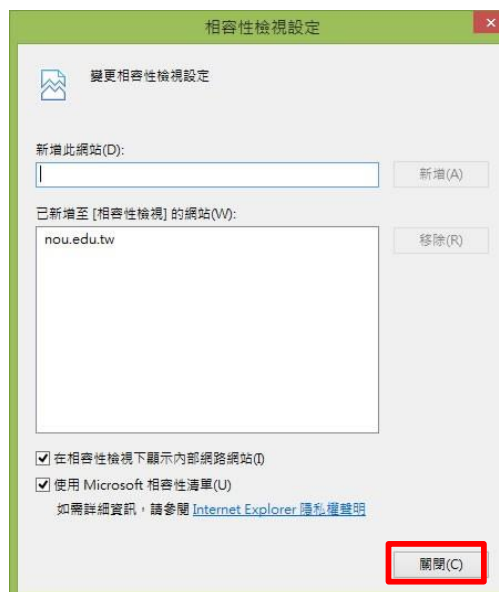 相容性檢視設定
變更相容性檢視設定
新增此網站(D):
新增(A)
已新增至 [相容性檢視] 的網站(W):
nou.edu.tw
移除(R)
在相容性檢視下顯示內部網路網站(I)
使用 Microsoft 相容性清單(U)
如需詳細資訊，請參閱 Internet Explorer 隱私權聲明
關閉(C)